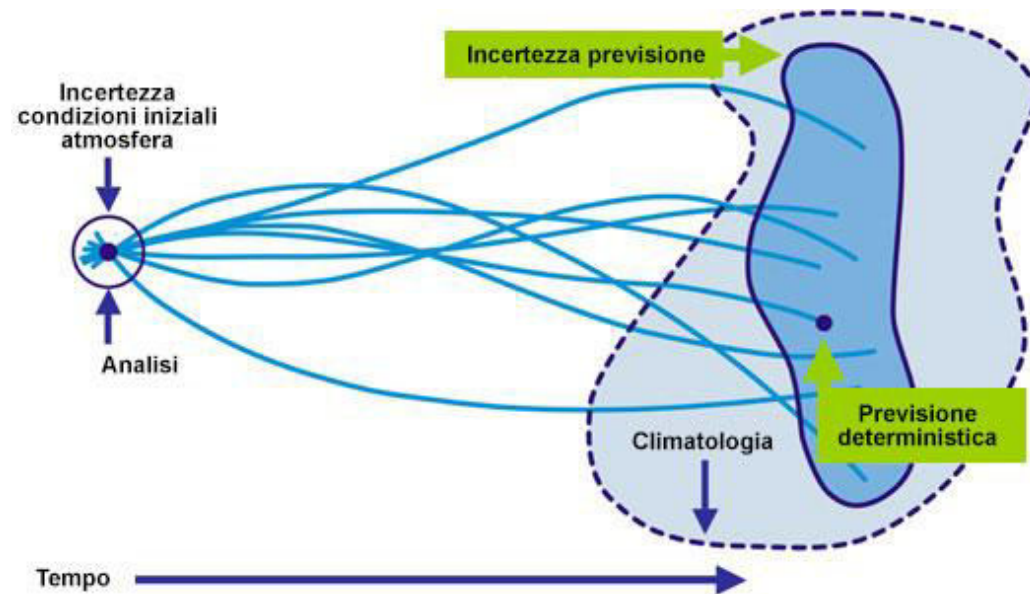 Incertezza previsione
Incertezza
condizioni iniziali
atmosfera
Analisi
Previsione
deterministica
Climatologia
Tempo